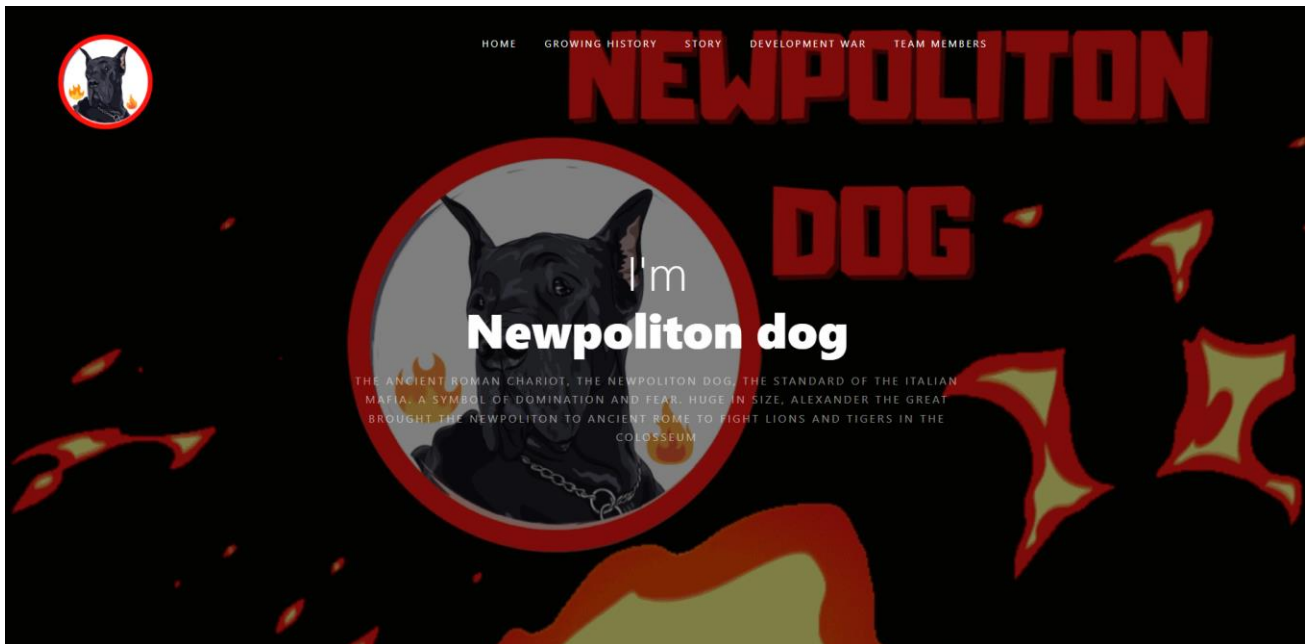 HOME GROWING HISTORY STORY DEVELOPMENT WAR TEAM MEMBERS
NEWPOLITON
DOG
I'm
Newpoliton dog
THE ANCIENT ROMAN CHARIOT, THE NEWPOLITON DOG, THE STANDARD OF THE ITALIAN
MAFIA. A SYMBOL OF DOMINATION AND FEAR. HUGE IN SIZE, ALEXANDER THE GREAT
BROUGHT THE NEWPOLITON TO ANCIENT ROME TO FIGHT LIONS AND TIGERS IN THE
COLOSSEUM